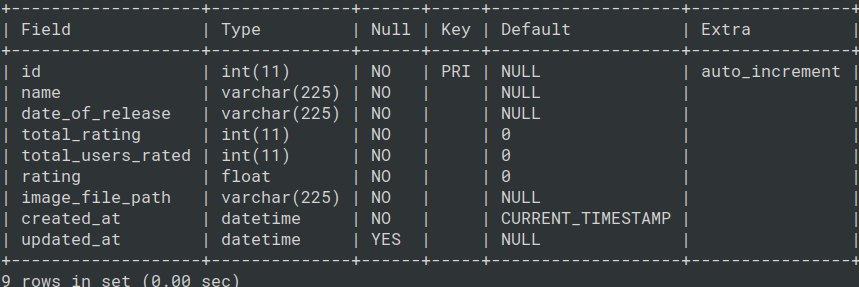 +--------------------+--------------+------+-----+-------------------+----------------+
| Field              | Type         | Null | Key | Default           | Extra          |
+--------------------+--------------+------+-----+-------------------+----------------+
| id                 | int(11)      | NO   | PRI | NULL              | auto_increment |
| name               | varchar(225) | NO   |     | NULL              |                |
| date_of_release    | varchar(225) | NO   |     | NULL              |                |
| total_rating       | int(11)      | NO   |     | 0                 |                |
| total_users_rated  | int(11)      | NO   |     | 0                 |                |
| rating             | float        | NO   |     | 0                 |                |
| image_file_path    | varchar(225) | NO   |     | NULL              |                |
| created_at         | datetime     | NO   |     | CURRENT_TIMESTAMP |                |
| updated_at         | datetime     | YES  |     | NULL              |                |
+--------------------+--------------+------+-----+-------------------+----------------+
9 rows in set (0.00 sec)